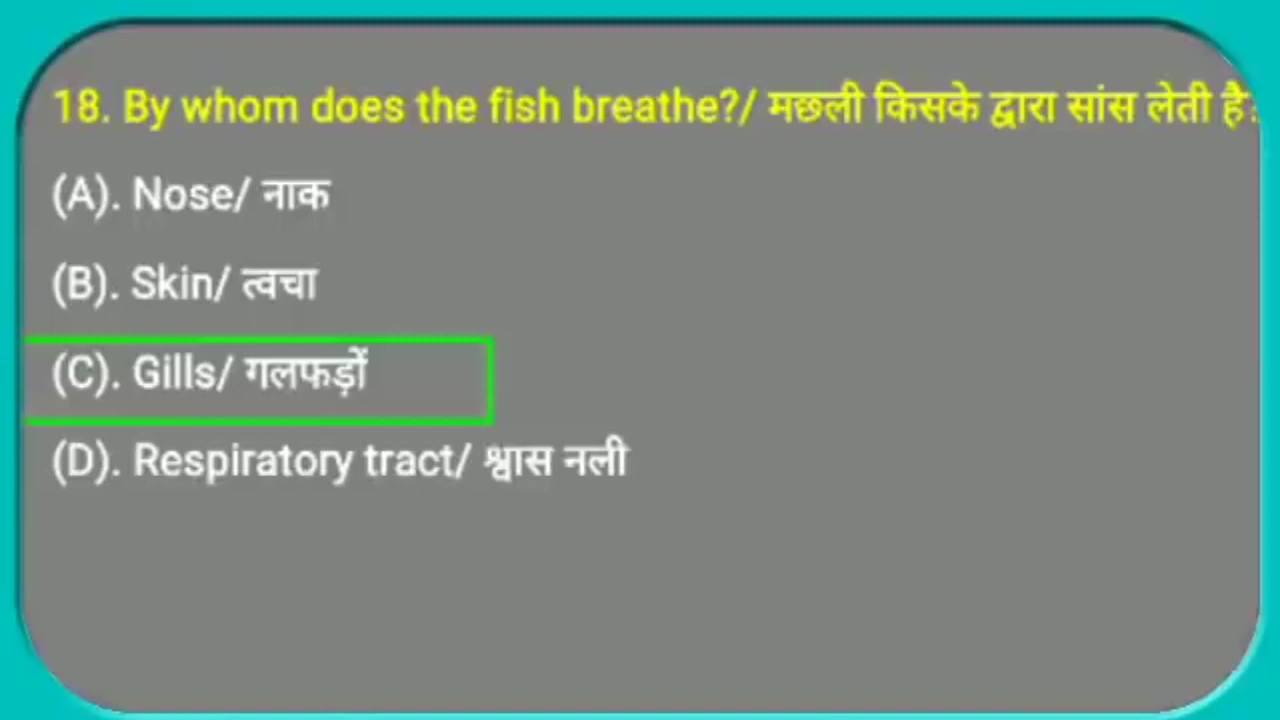 18. By whom does the fish breathe?/ मछली किसके द्वारा सांस लेती है?
(A). Nose/ नाक
(B). Skin/ त्वचा
(C). Gills/ गलफड़ों
(D). Respiratory tract/ श्वास नली